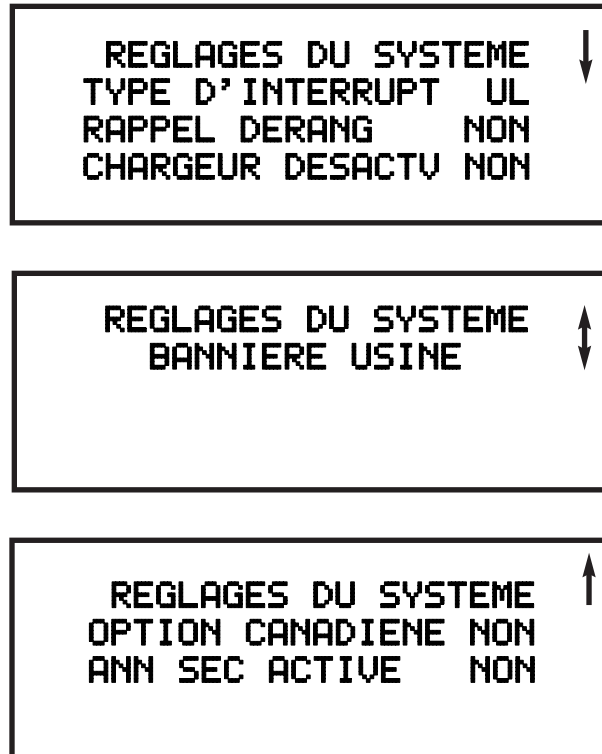 REGLAGES DU SYSTEME
TYPE D'INTERRUPT UL
RAPPEL DERANG NON
CHARGEUR DESACTV NON
REGLAGES DU SYSTEME
BANNIERE USINE
REGLAGES DU SYSTEME
OPTION CANADIENE NON
ANN SEC ACTIVE NON